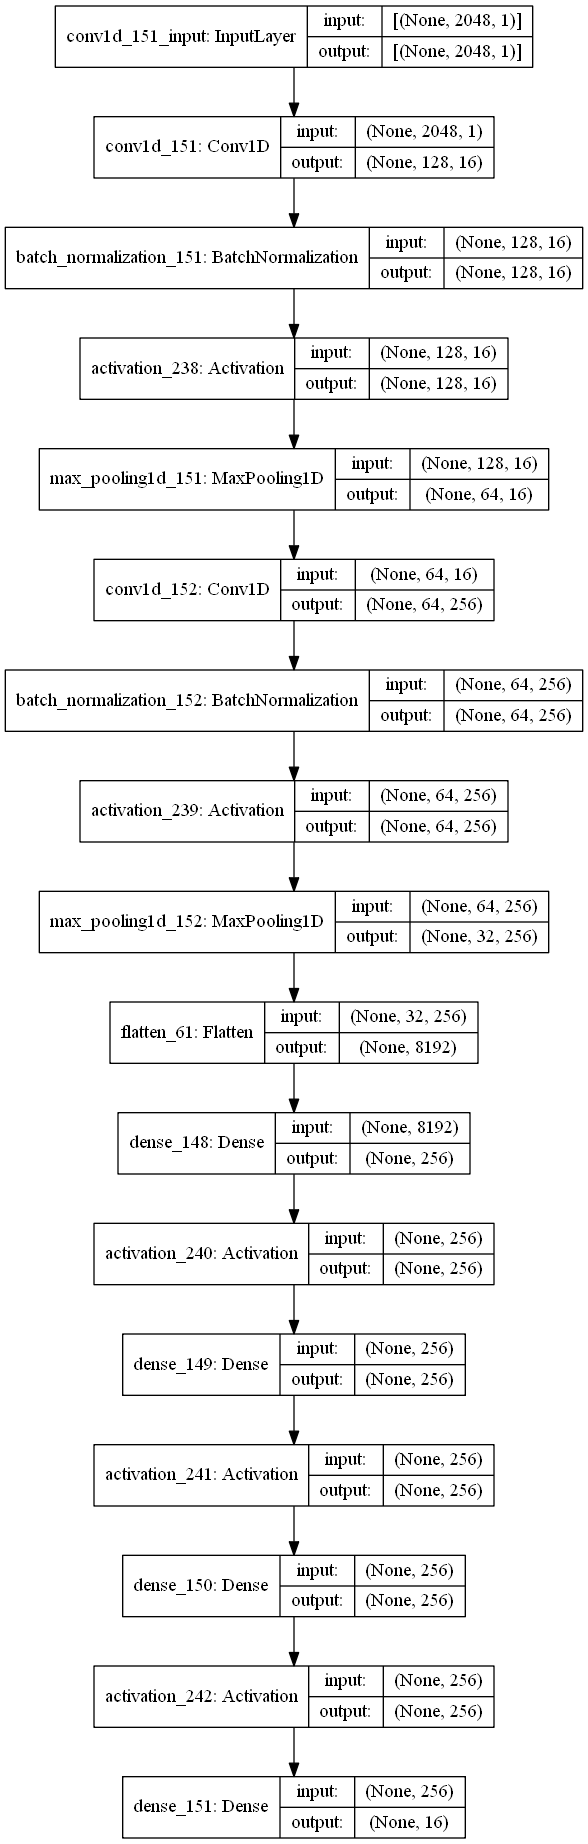 conv1d_151_input: InputLayer
input:
[(None, 2048, 1)]
output:
[(None, 2048, 1)]
conv1d_151: Conv1D
input:
(None, 2048, 1)
output:
(None, 128, 16)
batch_normalization_151: BatchNormalization
input:
(None, 128, 16)
output:
(None, 128, 16)
activation_238: Activation
input:
(None, 128, 16)
output:
(None, 128, 16)
max_pooling1d_151: MaxPooling1D
input:
(None, 128, 16)
output:
(None, 64, 16)
conv1d_152: Conv1D
input:
(None, 64, 16)
output:
(None, 64, 256)
batch_normalization_152: BatchNormalization
input:
(None, 64, 256)
output:
(None, 64, 256)
activation_239: Activation
input:
(None, 64, 256)
output:
(None, 64, 256)
max_pooling1d_152: MaxPooling1D
input:
(None, 64, 256)
output:
(None, 32, 256)
flatten_61: Flatten
input:
(None, 32, 256)
output:
(None, 8192)
dense_148: Dense
input:
(None, 8192)
output:
(None, 256)
activation_240: Activation
input:
(None, 256)
output:
(None, 256)
dense_149: Dense
input:
(None, 256)
output:
(None, 256)
activation_241: Activation
input:
(None, 256)
output:
(None, 256)
dense_150: Dense
input:
(None, 256)
output:
(None, 256)
activation_242: Activation
input:
(None, 256)
output:
(None, 256)
dense_151: Dense
input:
(None, 256)
output:
(None, 16)